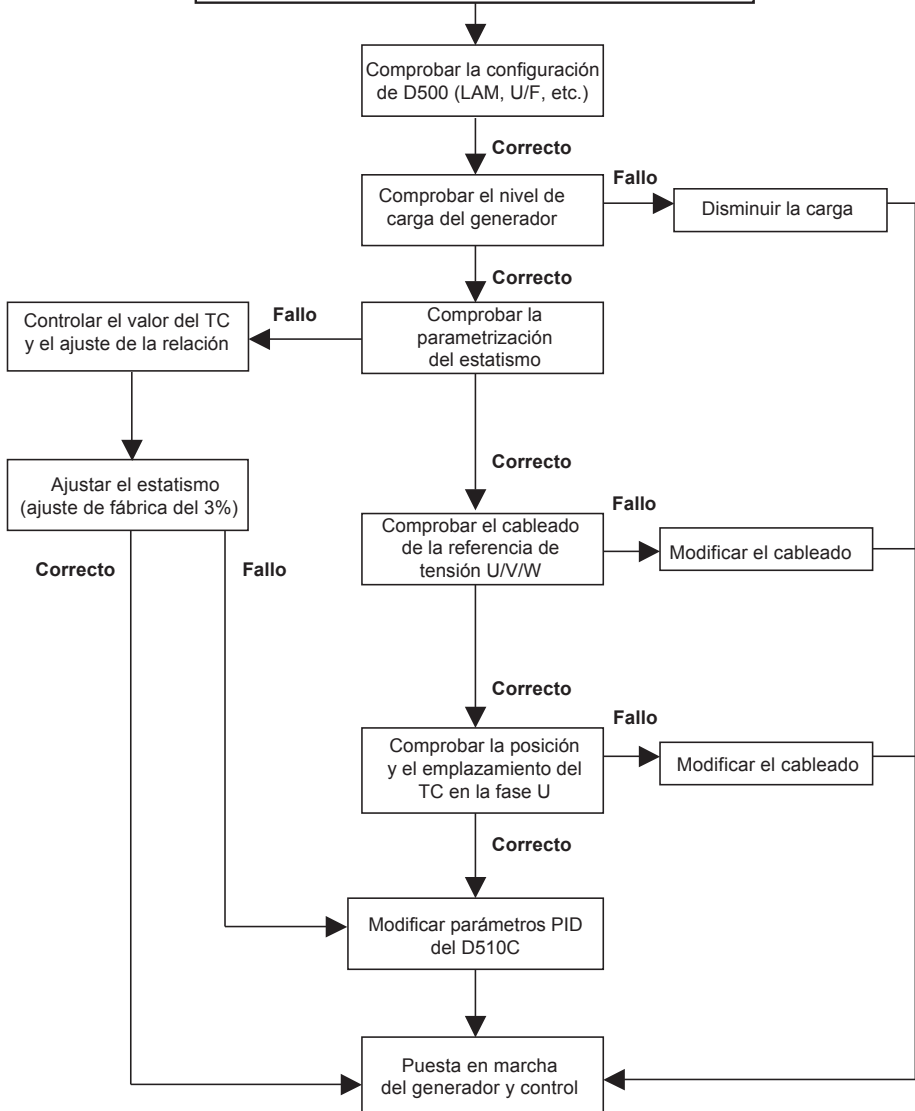 Comprobar la configuración
de D500 (LAM, U/F, etc.)
Correcto
Comprobar el nivel de
carga del generador
Fallo
Disminuir la carga
Correcto
Comprobar la
parametrización
del estatismo
Fallo
Controlar el valor del TC
y el ajuste de la relación
Ajustar el estatismo
(ajuste de fábrica del 3%)
Correcto
Fallo
Correcto
Comprobar el cableado
de la referencia de
tensión U/V/W
Fallo
Modificar el cableado
Correcto
Comprobar la posición
y el emplazamiento del
TC en la fase U
Fallo
Modificar el cableado
Correcto
Modificar parámetros PID
del D510C
Puesta en marcha
del generador y control